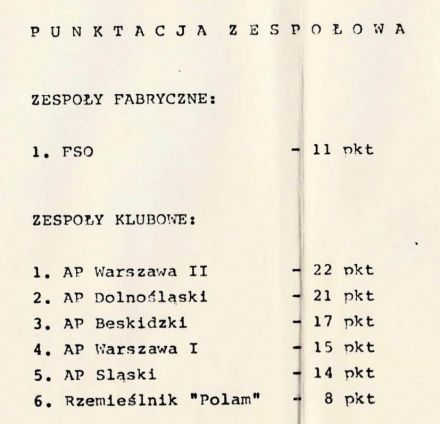 PUNKTACJA ZESPOŁOWA
ZESPOŁY FABRYCZNE:
1. FSO - 11 pkt
ZESPOŁY KLUBOWE:
1. AP Warszawa II - 22 pkt
2. AP Dolnośląski - 21 pkt
3. AP Beskidzki - 17 pkt
4. AP Warszawa I - 15 pkt
5. AP Sląski - 14 pkt
6. Rzemieślnik "Polam" - 8 pkt